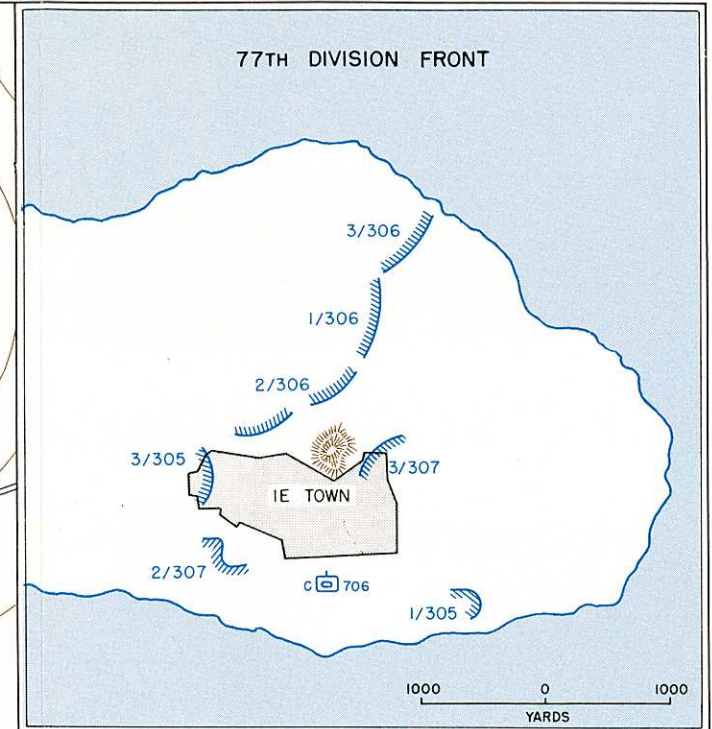 77TH DIVISION FRONT
3/306
1/306
2/306
3/305
3/307
IE TOWN
2/307
C 706
1/305
1000 0 1000
YARDS